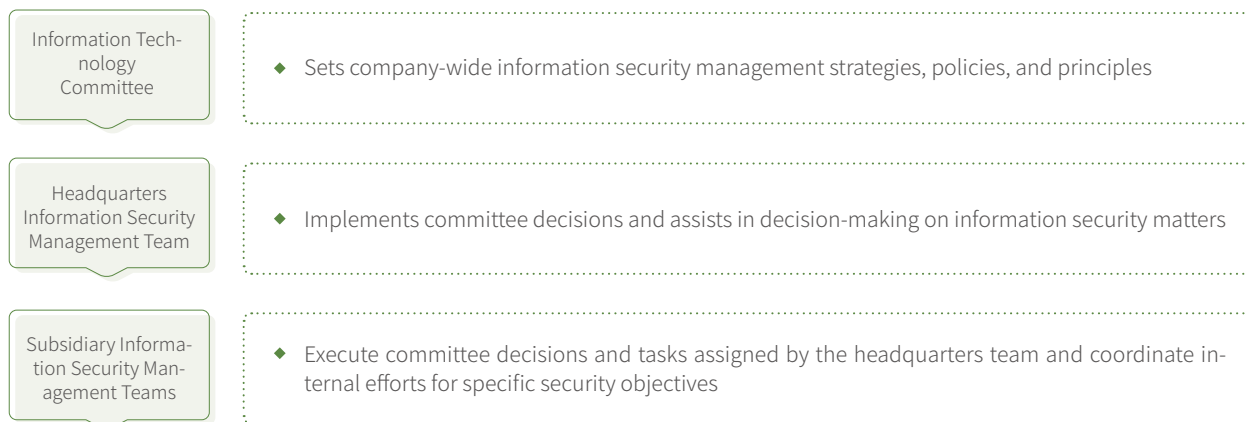 Information Tech-
nology
Committee
Sets company-wide information security management strategies, policies, and principles
Headquarters
Information Security
Management Team
Implements committee decisions and assists in decision-making on information security matters
Subsidiary Informa-
tion Security Man-
agement Teams
Execute committee decisions and tasks assigned by the headquarters team and coordinate in-
ternal efforts for specific security objectives